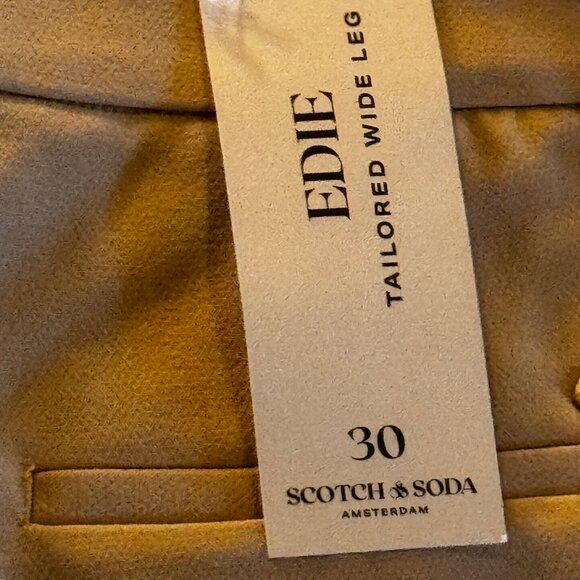 EDIE
TAILORED WIDE LEG
30
SCOTCH & SODA
AMSTERDAM